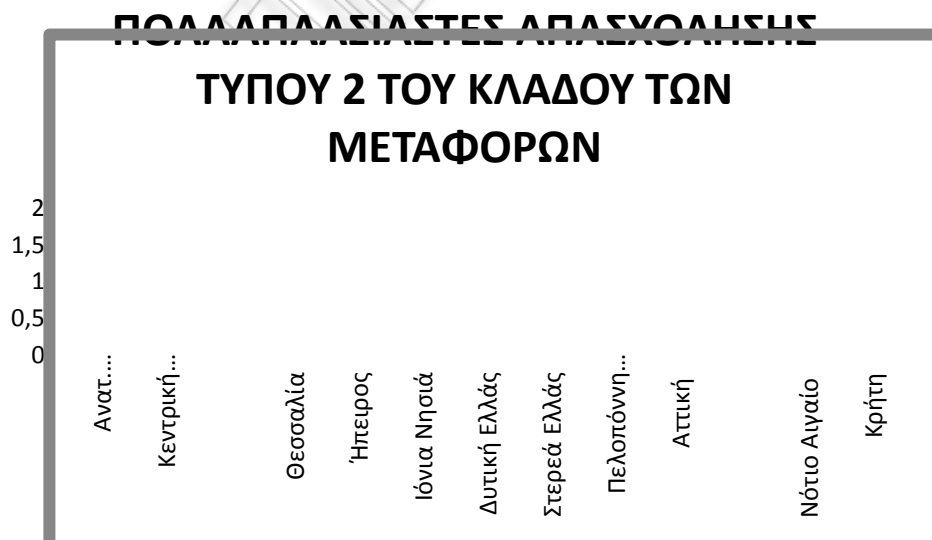 ΠΟΛΛΑΠΛΑΣΙΑΣΤΕΣ ΑΠΑΣΧΟΛΗΣΗΣ
ΤΥΠΟΥ 2 ΤΟΥ ΚΛΑΔΟΥ ΤΩΝ
ΜΕΤΑΦΟΡΩΝ
2
1,5
1
0,5
0
Ανατ....
Κεντρική...
Θεσσαλία
Ήπειρος
Ιόνια Νησιά
Δυτική Ελλάς
Στερεά Ελλάς
Πελοπόννη...
Αττική
Νότιο Αιγαίο
Κρήτη